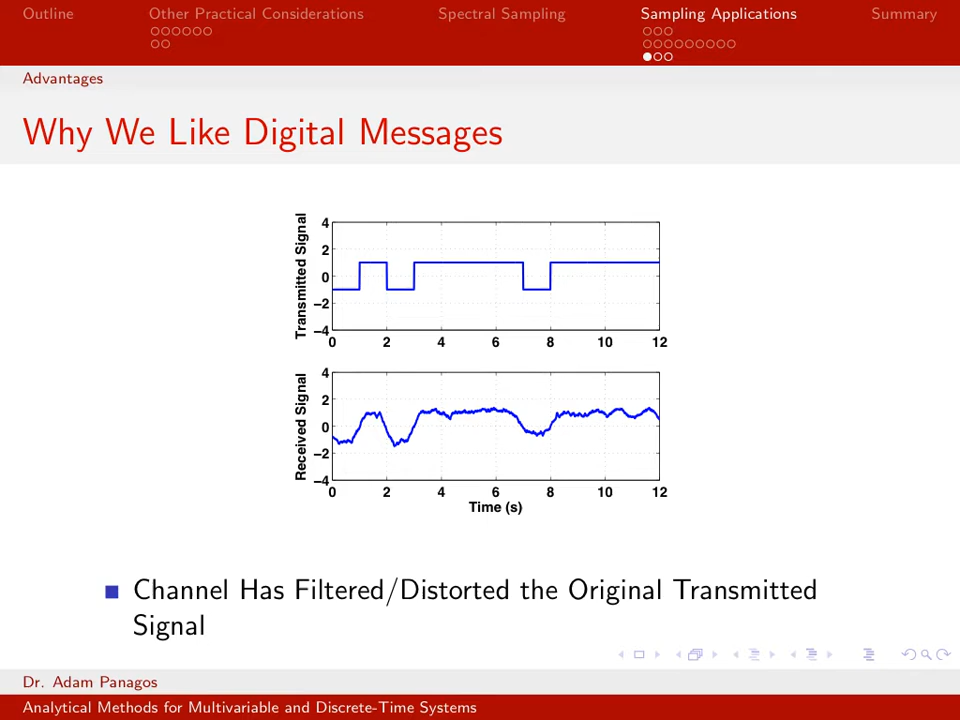 Outline Other Practical Considerations Spectral Sampling Sampling Applications Summary
Advantages
Why We Like Digital Messages
Transmitted Signal
4
2
0
−2
−4
0 2 4 6 8 10 12
Received Signal
4
2
0
−2
−4
0 2 4 6 8 10 12
Time (s)
Channel Has Filtered/Distorted the Original Transmitted
Signal
Dr. Adam Panagos
Analytical Methods for Multivariable and Discrete-Time Systems